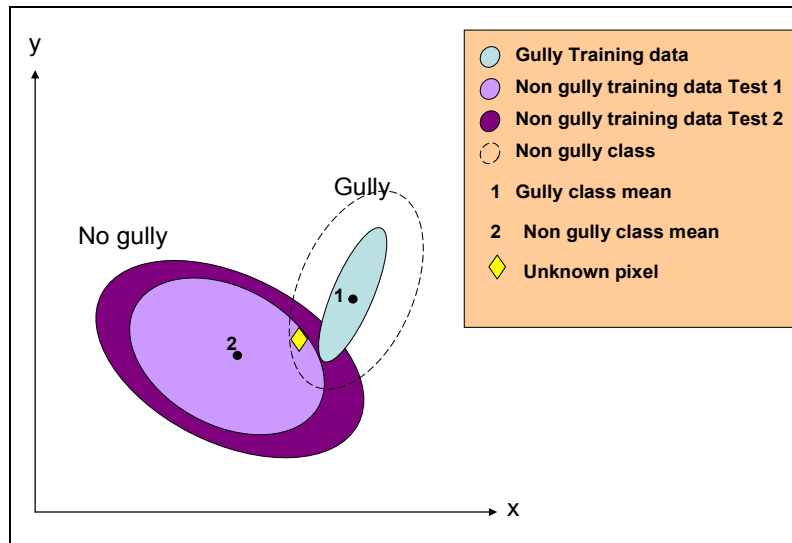 y
Gully
No gully
1
2
x
Gully Training data
Non gully training data Test 1
Non gully training data Test 2
Non gully class
1 Gully class mean
2 Non gully class mean
Unknown pixel